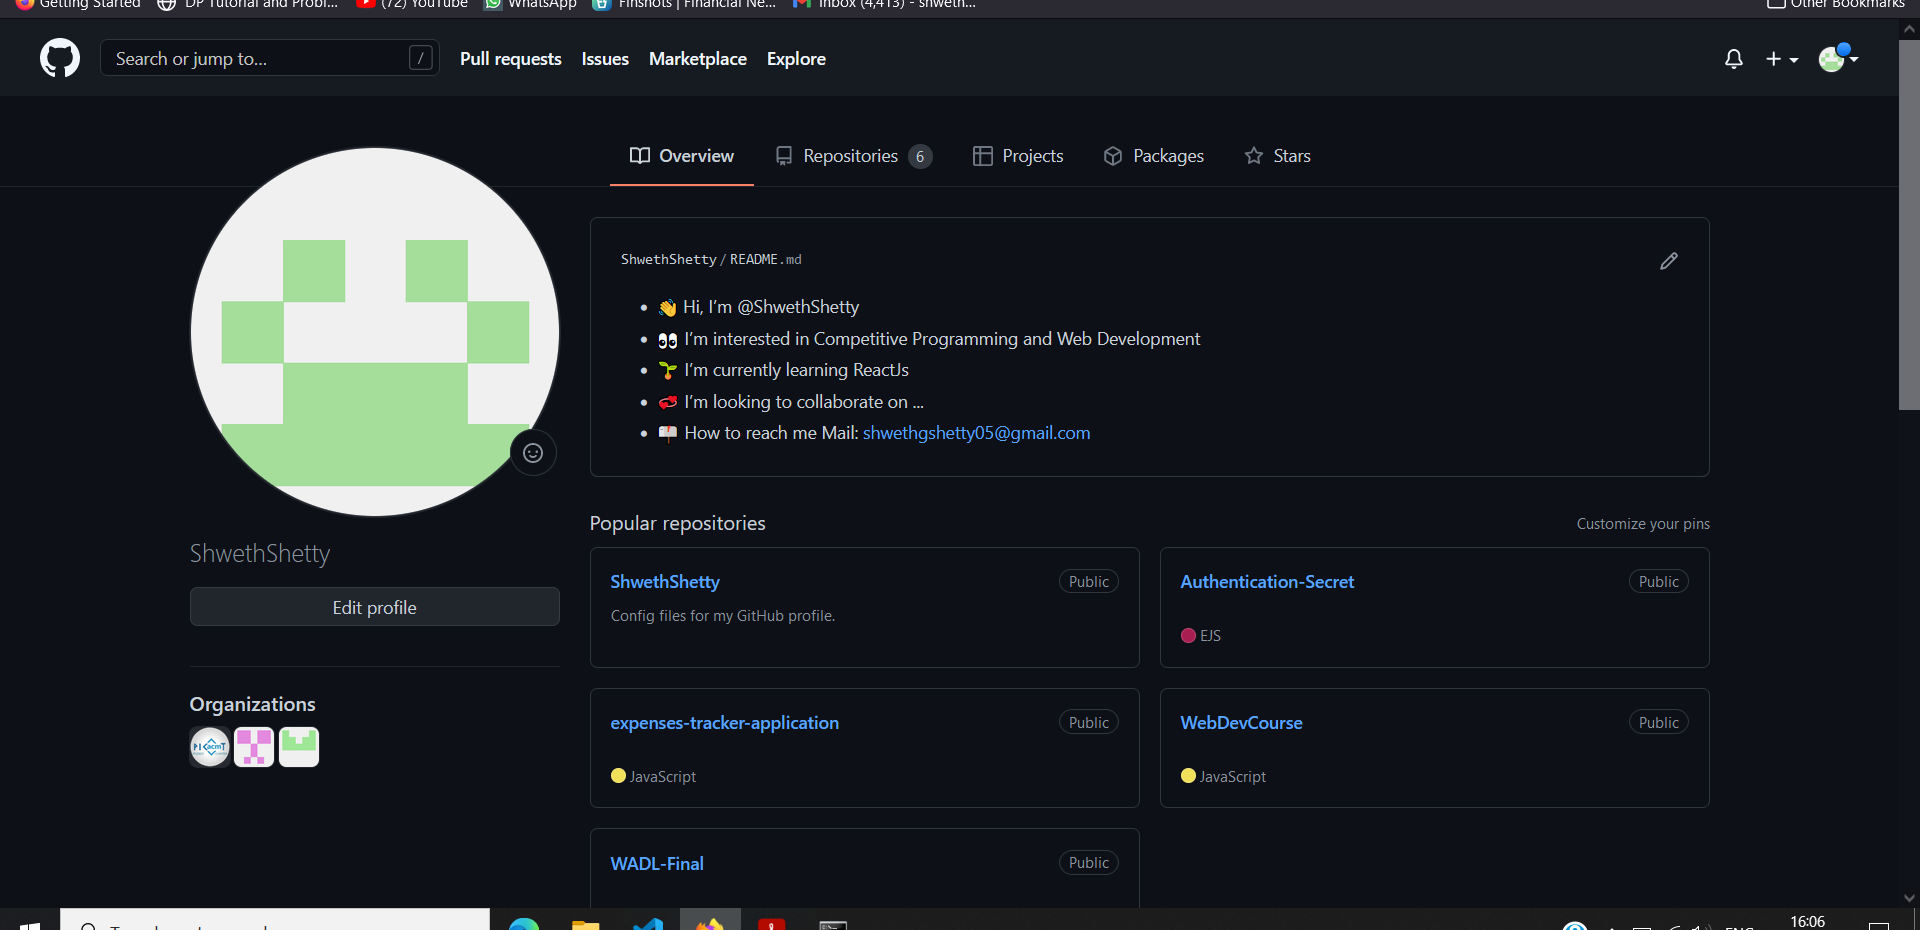 Getting Started DP Tutorial and Probl... (72) YouTube WhatsApp Finshots | Financial Ne... Inbox (4,413) - shweth... Other Bookmarks
Search or jump to... / Pull requests Issues Marketplace Explore
Overview Repositories 6 Projects Packages Stars
ShwethShetty/README.md
👋 Hi, I’m @ShwethShetty
👀 I’m interested in Competitive Programming and Web Development
🌱 I’m currently learning ReactJs
💞️ I’m looking to collaborate on ...
📫 How to reach me Mail: shwethgshetty05@gmail.com
ShwethShetty
Edit profile
Organizations
PICT acm
Popular repositories Customize your pins
ShwethShetty Public
Config files for my GitHub profile.
Authentication-Secret Public
EJS
expenses-tracker-application Public
JavaScript
WebDevCourse Public
JavaScript
WADL-Final Public
ENG 16:06